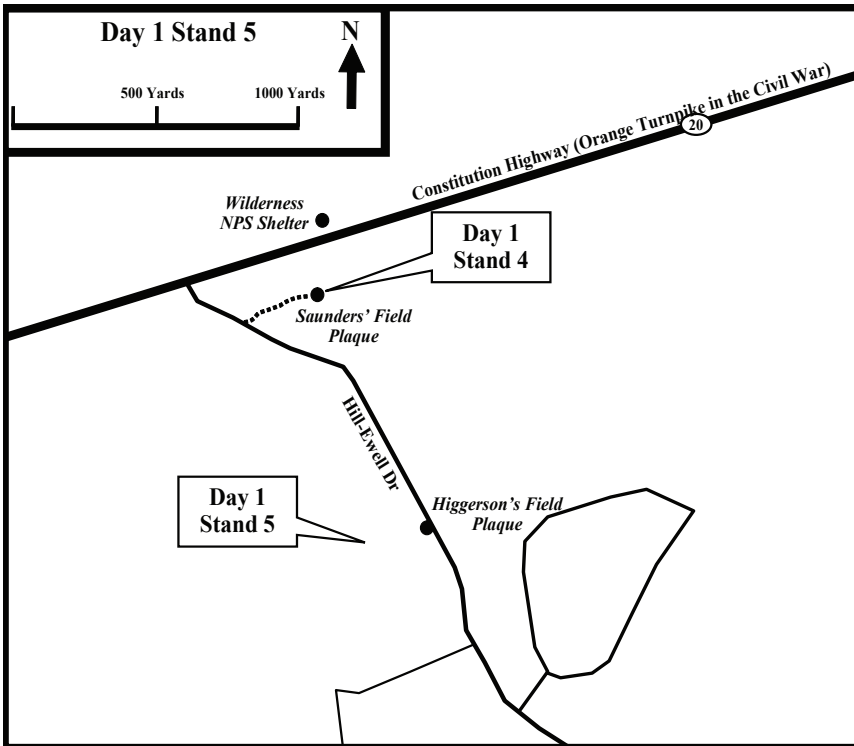 Day 1 Stand 5
N
500 Yards
1000 Yards
Constitution Highway (Orange Turnpike in the Civil War)
20
Wilderness
NPS Shelter
Day 1
Stand 4
Saunders’ Field
Plaque
Hill-Ewell Dr
Day 1
Stand 5
Higgerson’s Field
Plaque